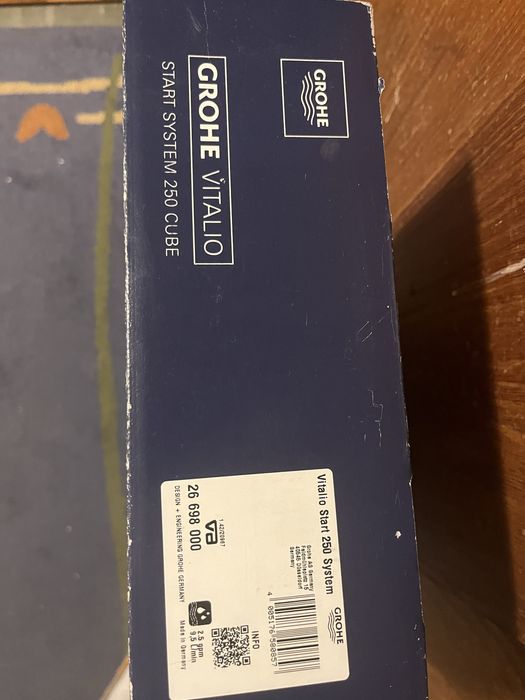 GROHE
GROHE VITALIO
START SYSTEM 250 CUBE
Vitalio Start 250 System
GROHE
Grohe AG Germany
Feldmühleplatz 15
40545 Düsseldorf
Germany
4 005176 580857
INFO
26 698 000
DESIGN + ENGINEERING GROHE GERMANY
2.5 gpm
9.5 l/min
Made in Germany